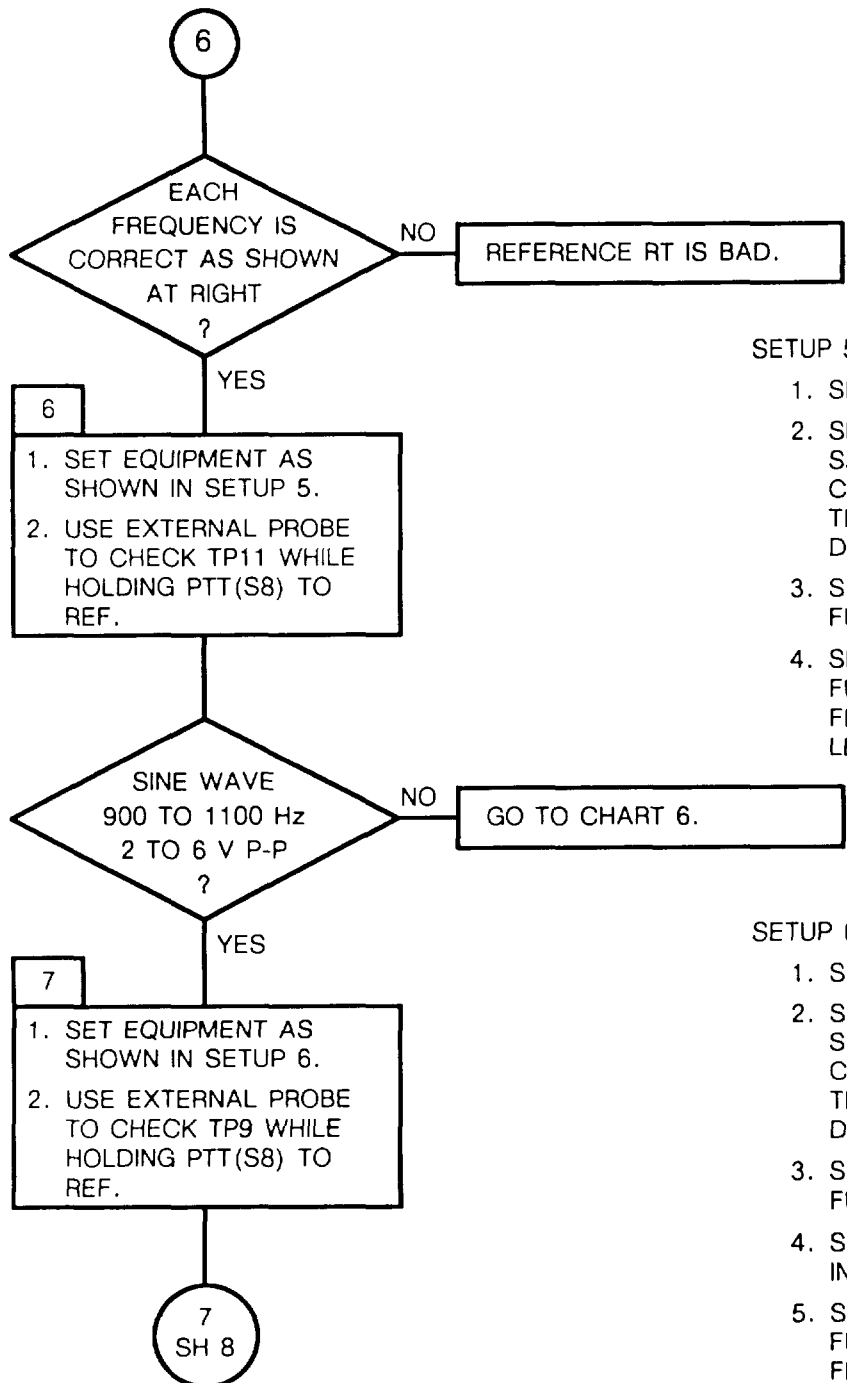 6
EACH
FREQUENCY IS
CORRECT AS SHOWN
AT RIGHT
?
NO
REFERENCE RT IS BAD.
YES
6
1. SET EQUIPMENT AS
SHOWN IN SETUP 5.
2. USE EXTERNAL PROBE
TO CHECK TP11 WHILE
HOLDING PTT(S8) TO
REF.
SINE WAVE
900 TO 1100 Hz
2 TO 6 V P-P
?
NO
GO TO CHART 6.
YES
7
1. SET EQUIPMENT AS
SHOWN IN SETUP 6.
2. USE EXTERNAL PROBE
TO CHECK TP9 WHILE
HOLDING PTT(S8) TO
REF.
7
SH 8
SETUP
1.
2.
3.
4.
SETUP
1.
2.
3.
4.
5.